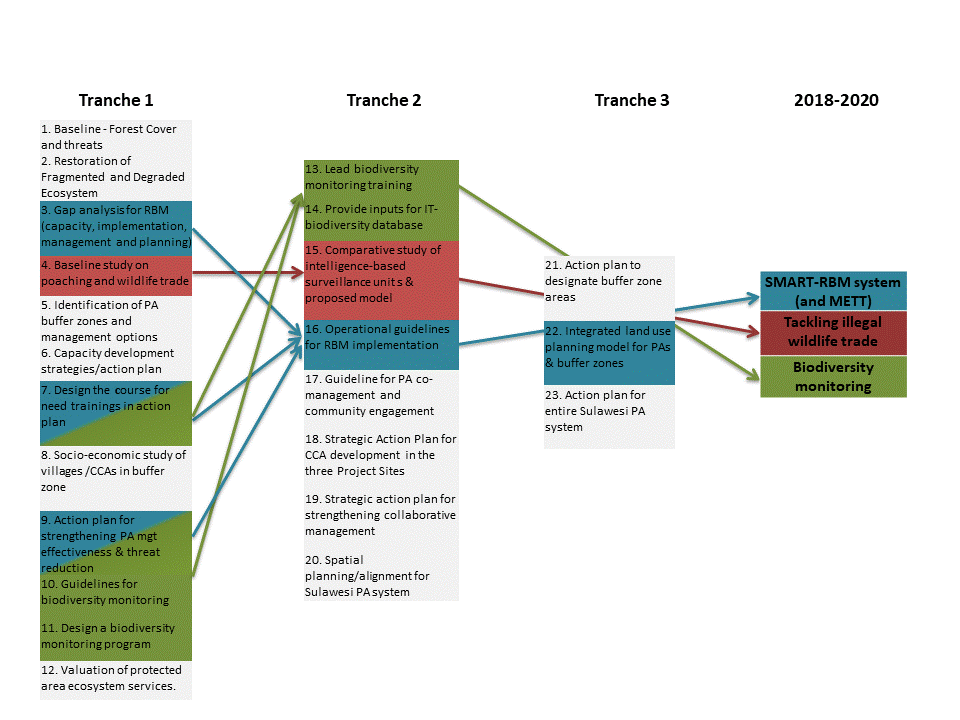 Tranche 1
1. Baseline - Forest Cover
and threats
2. Restoration of
Fragmented and Degraded
Ecosystem
3. Gap analysis for RBM
(capacity, implementation,
management and planning)
4. Baseline study on
poaching and wildlife trade
5. Identification of PA
buffer zones and
management options
6. Capacity development
strategies/action plan
7. Design the course for
need trainings in action
plan
8. Socio-economic study of
villages /CCAs in buffer
zone
9. Action plan for
strengthening PA mgt
effectiveness & threat
reduction
10. Guidelines for
biodiversity monitoring
11. Design a biodiversity
monitoring program
12. Valuation of protected
area ecosystem services.
Tranche 2
13. Lead biodiversity
monitoring training
14. Provide inputs for IT-
biodiversity database
15. Comparative study of
intelligence-based
surveillance units &
proposed model
16. Operational guidelines
for RBM implementation
17. Guideline for PA co-
management and
community engagement
18. Strategic Action Plan for
CCA development in the
three Project Sites
19. Strategic action plan for
strengthening collaborative
management
20. Spatial
planning/alignment for
Sulawesi PA system
Tranche 3
21. Action plan to
designate buffer zone
areas
22. Integrated land use
planning model for PAs
& buffer zones
23. Action plan for
entire Sulawesi PA
system
2018-2020
SMART-RBM system
(and METT)
Tackling illegal
wildlife trade
Biodiversity
monitoring